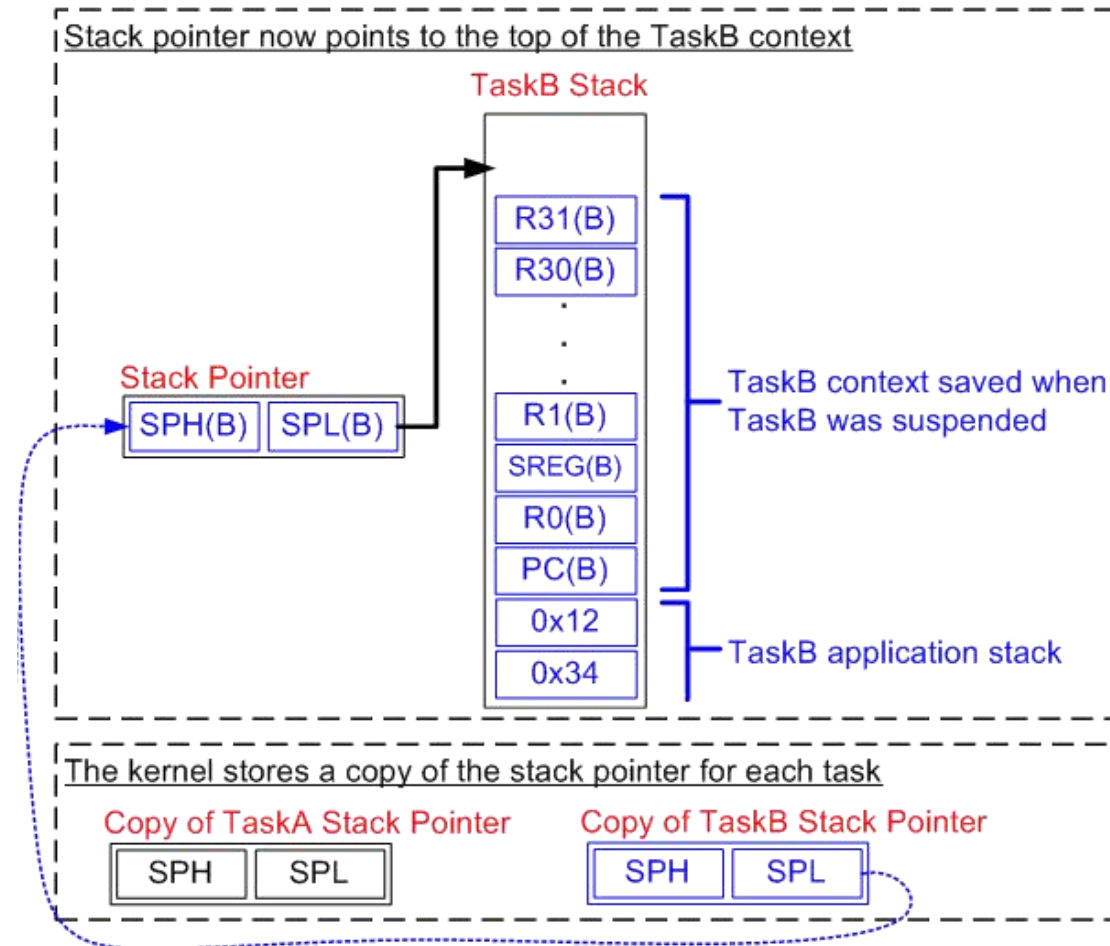 Stack pointer now points to the top of the TaskB context
TaskB Stack
R31(B)
R30(B)
.
.
.
Stack Pointer
SPH(B) SPL(B)
R1(B)
SREG(B)
R0(B)
PC(B)
0x12
0x34
TaskB context saved when
TaskB was suspended
TaskB application stack
The kernel stores a copy of the stack pointer for each task
Copy of TaskA Stack Pointer
SPH SPL
Copy of TaskB Stack Pointer
SPH SPL